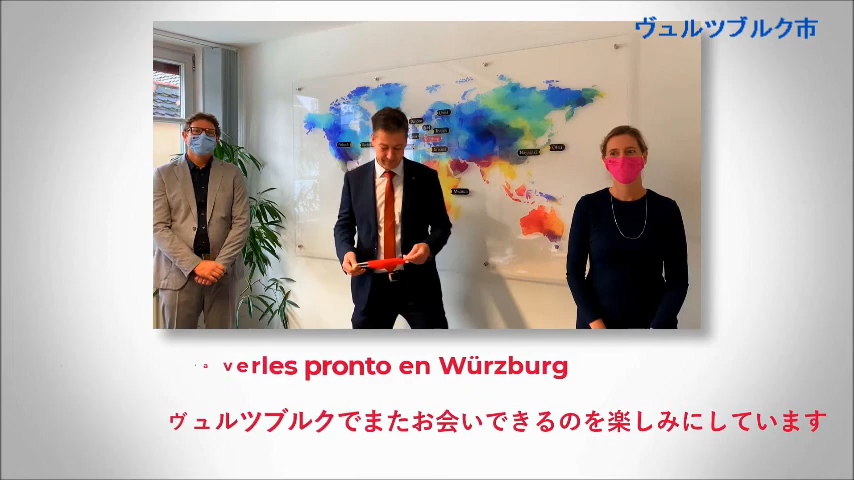 ヴュルツブルク市
verles pronto en Würzburg
ヴュルツブルクでまたお会いできるのを楽しみにしています